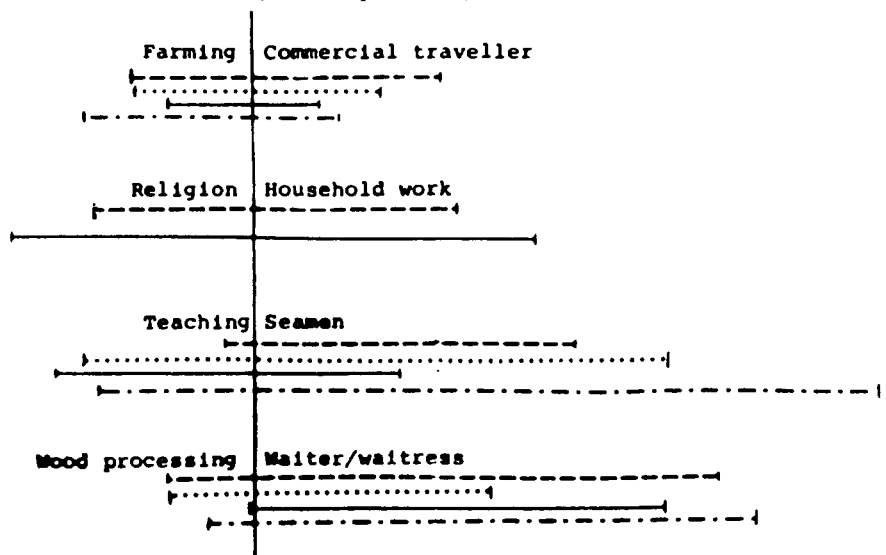 Farming Commercial traveller
Religion Household work
Teaching Seamen
Wood processing Waiter/waitress